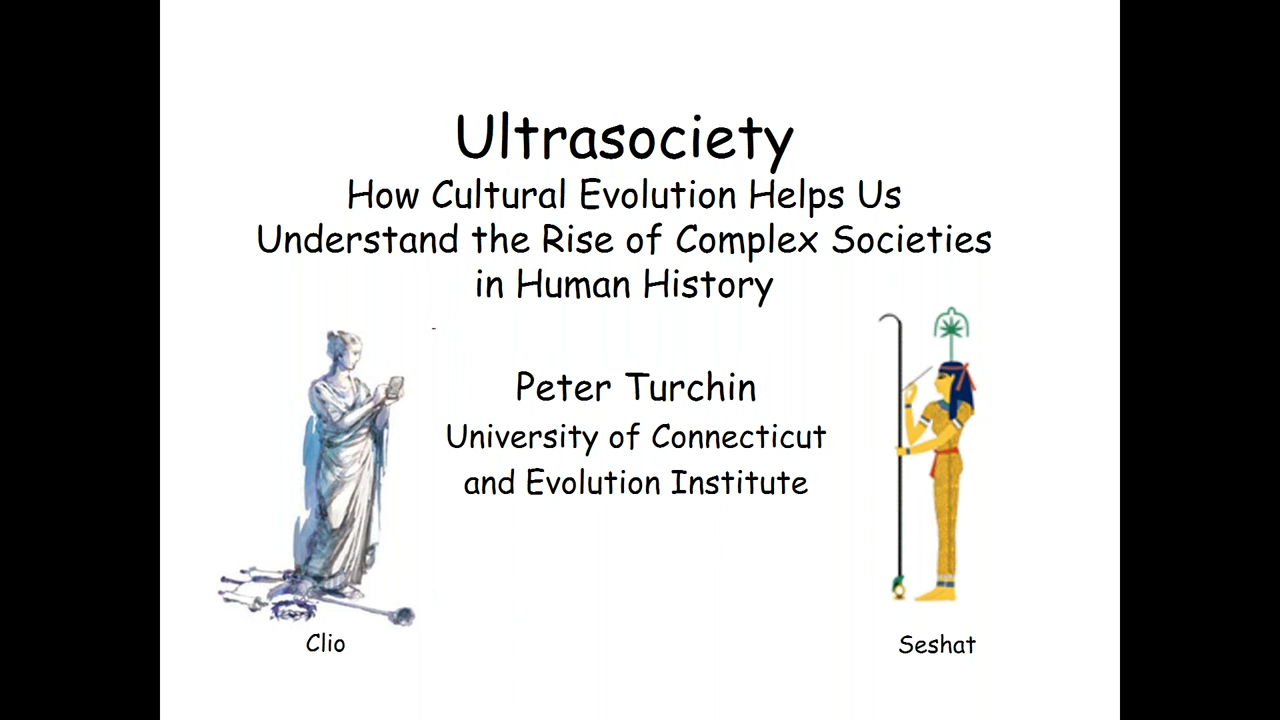 Ultrasociety
How Cultural Evolution Helps Us
Understand the Rise of Complex Societies
in Human History
Peter Turchin
University of Connecticut
and Evolution Institute
Clio
Seshat